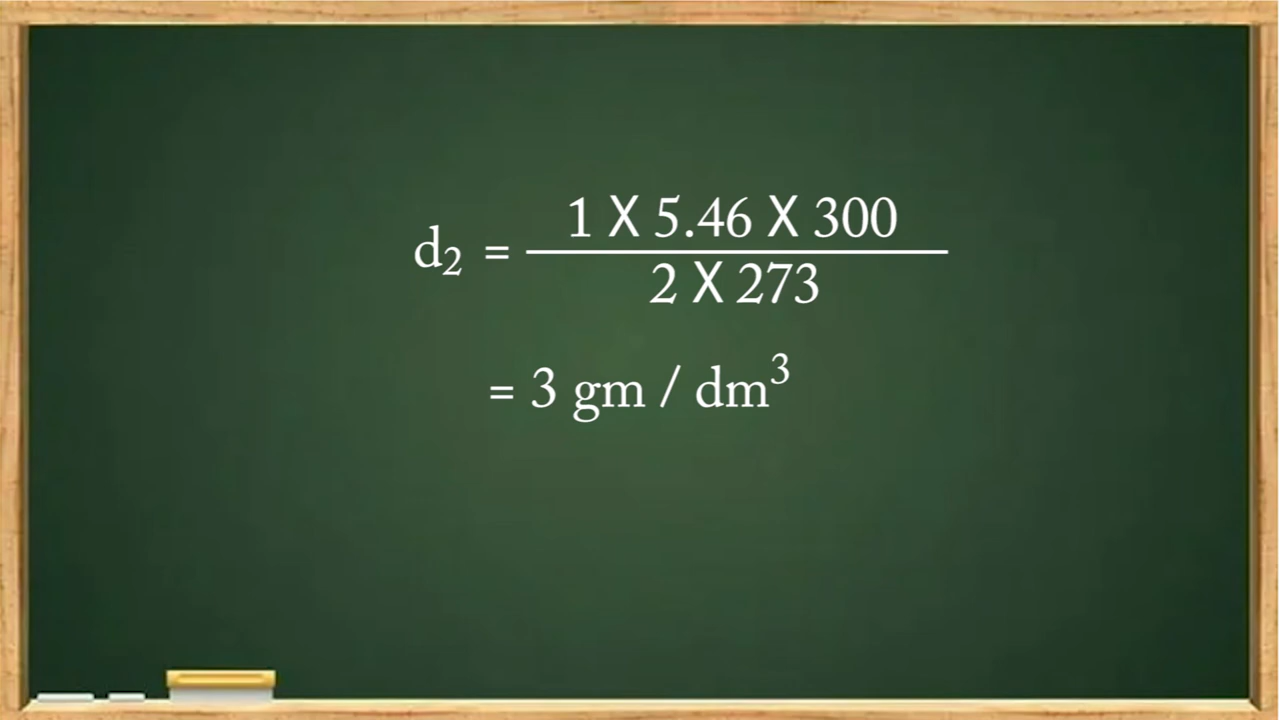 d₂ = 1 X 5.46 X 300
2 X 273
= 3 gm / dm³